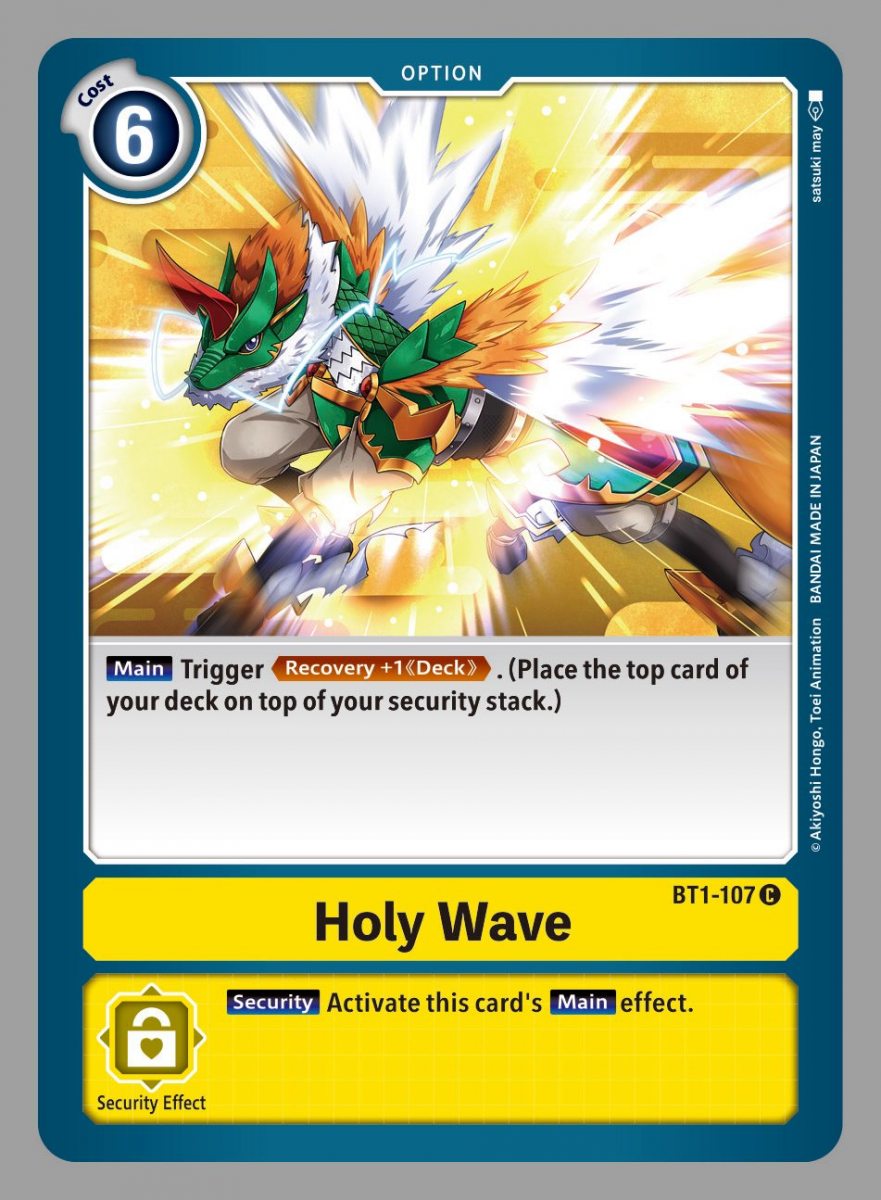 OPTION
Cost
6
satsuki may
Main Trigger Recovery +1《Deck》. (Place the top card of
your deck on top of your security stack.)
© Akiyoshi Hongo, Toei Animation BANDAI MADE IN JAPAN
BT1-107 C
Holy Wave
Security Activate this card's Main effect.
Security Effect